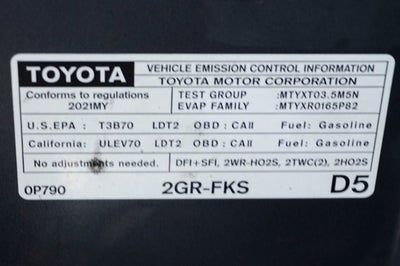 TOYOTA VEHICLE EMISSION CONTROL INFORMATION
TOYOTA MOTOR CORPORATION
Conforms to regulations TEST GROUP :MTYXT03.5M5N
2021MY EVAP FAMILY :MTYXR0165P82
U.S.EPA : T3B70 LDT2 OBD : CAII Fuel: Gasoline
California: ULEV70 LDT2 OBD : CAII Fuel: Gasoline
No adjustments needed. DFI+SFI, 2WR-HO2S, 2TWC(2), 2HO2S
0P790 2GR-FKS D5